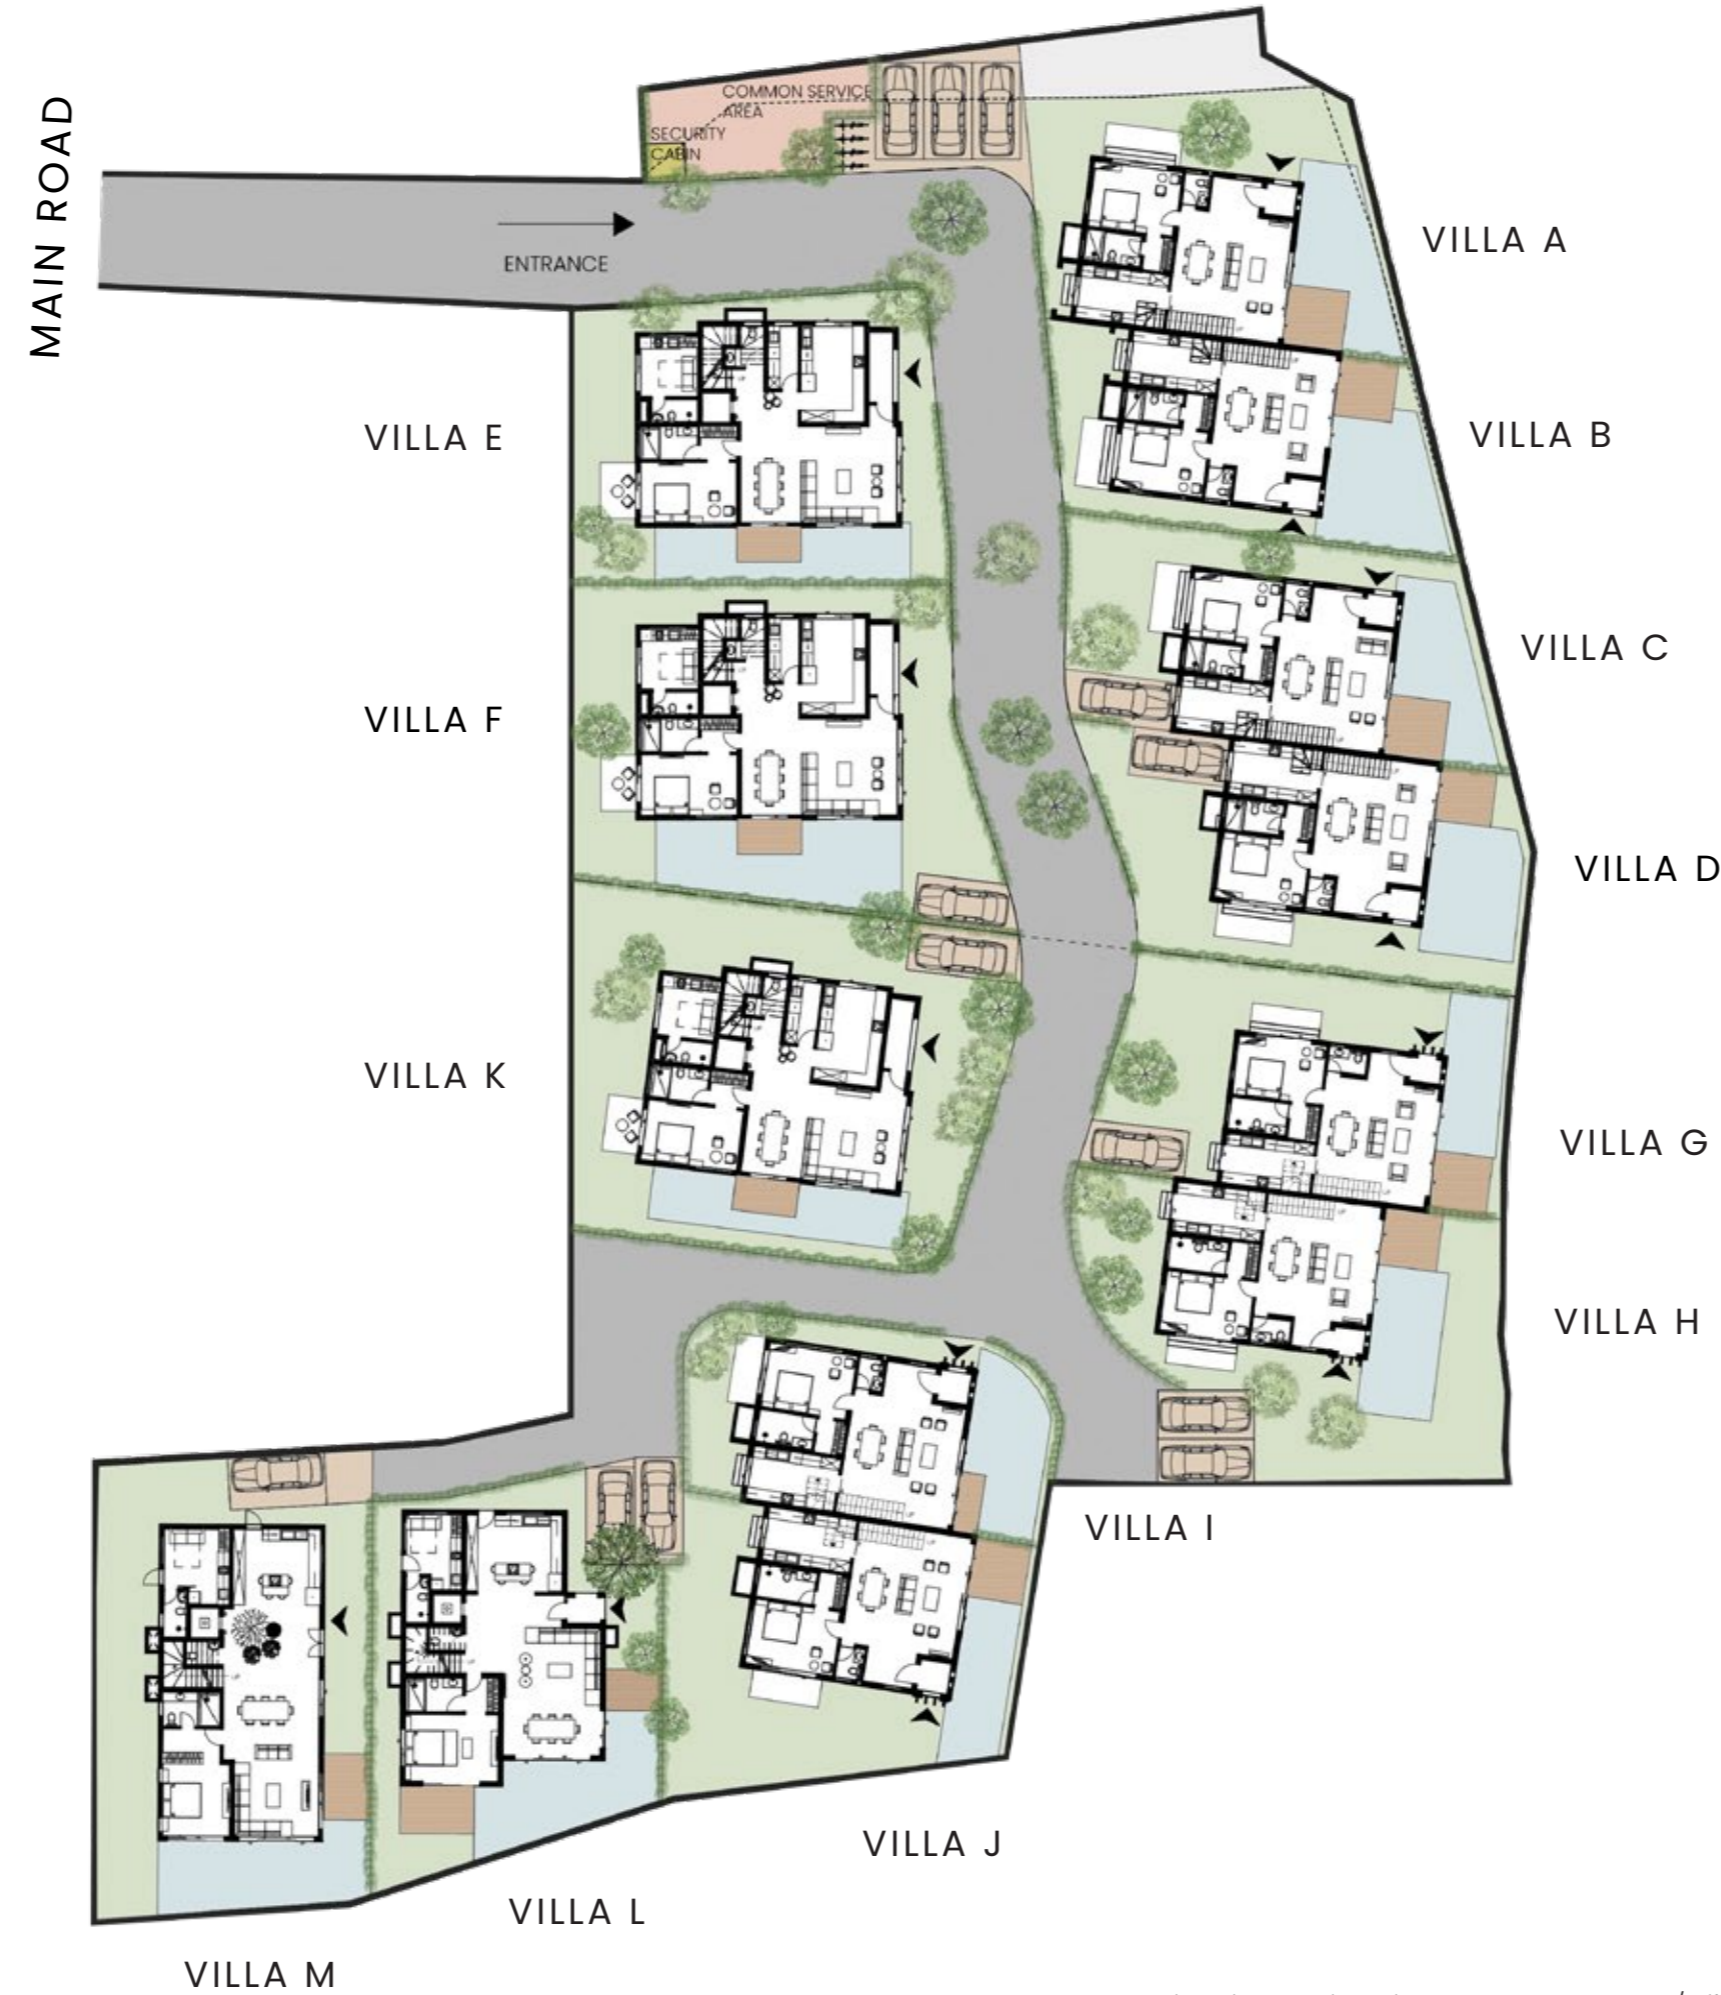 MAIN ROAD
COMMON SERVICE
AREA
SECURITY
CABIN
ENTRANCE
VILLA A
VILLA E
VILLA B
VILLA C
VILLA F
VILLA D
VILLA K
VILLA G
VILLA H
VILLA I
VILLA J
VILLA L
VILLA M